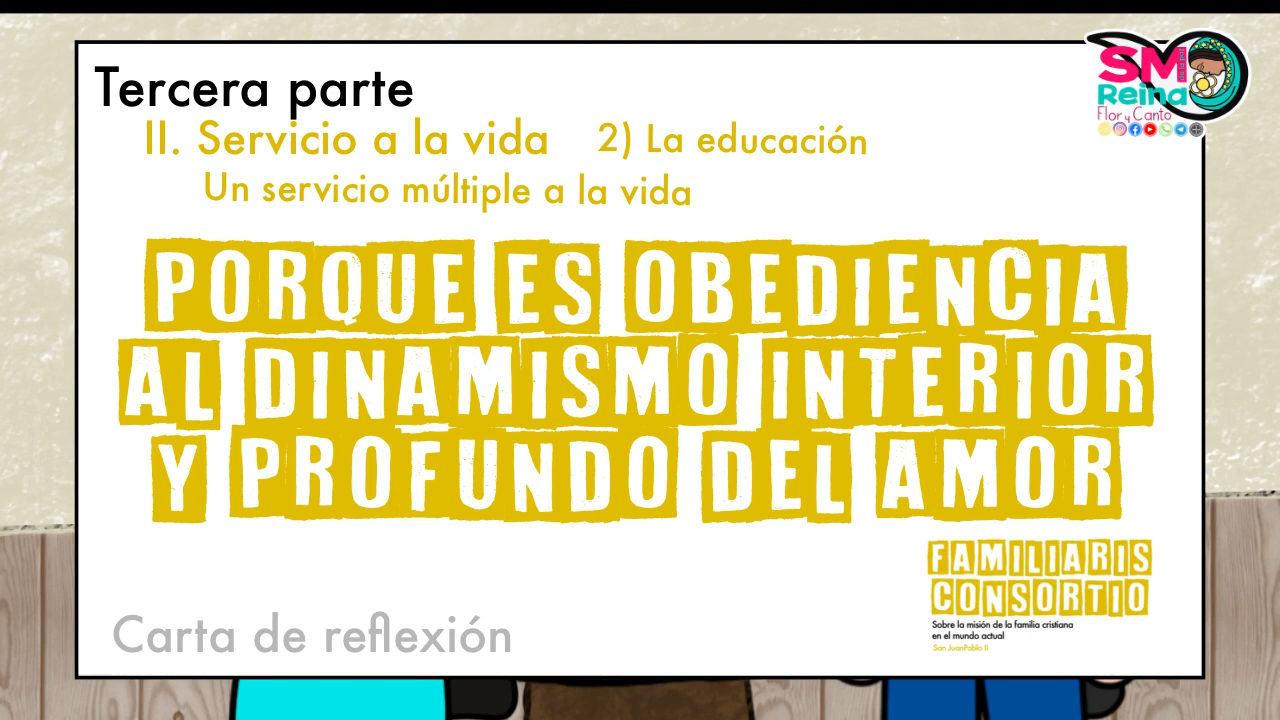 Tercera parte
II. Servicio a la vida 2) La educación
Un servicio múltiple a la vida
PORQUE ES OBEDIENCIA
AL DINAMISMO INTERIOR
Y PROFUNDO DEL AMOR
Carta de reflexión
FAMILIARIS
CONSORTIO
Sobre la misión de la familia cristiana
en el mundo actual
San JuanPablo II
SM
Reina
Flor y Canto